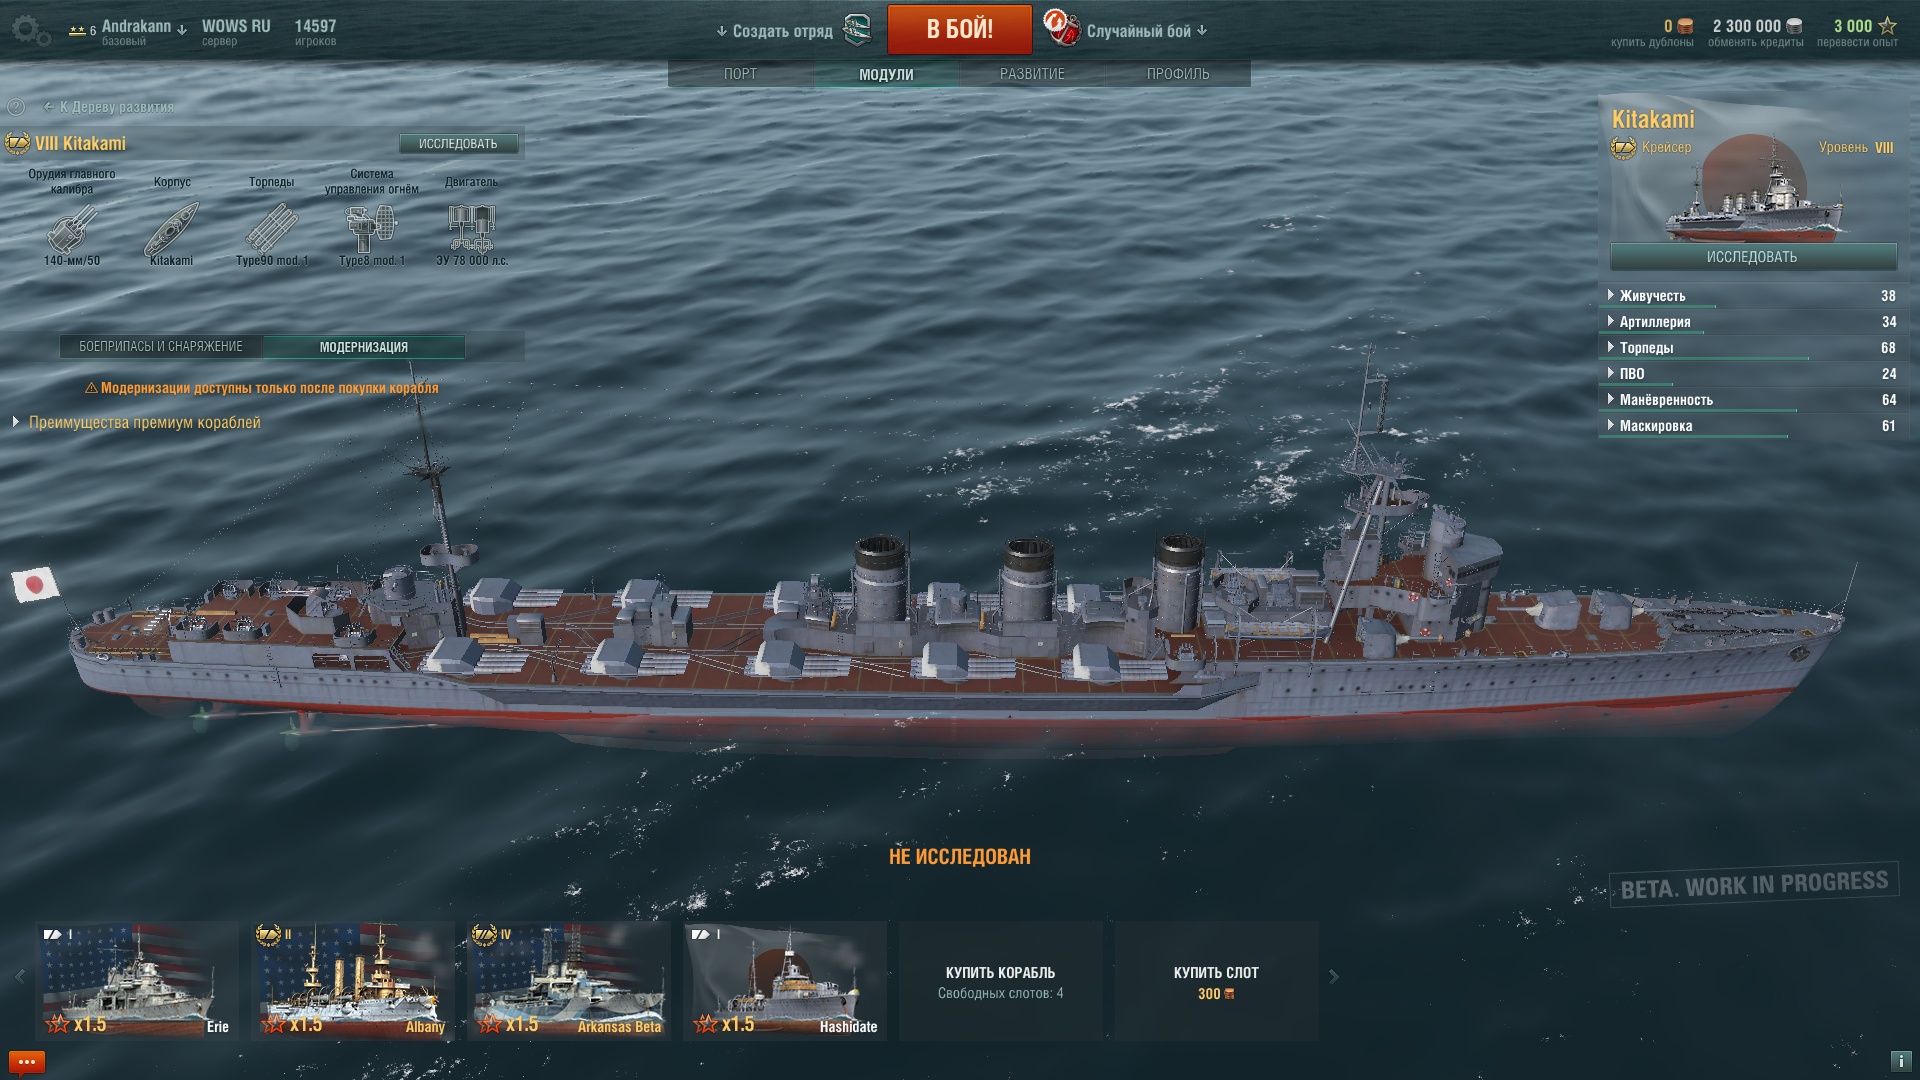 6 Andrakann
базовый
WOWS RU
сервер
14597
игроков
Создать отряд
В БОЙ!
Случайный бой
0
купить дублоны
2 300 000
обменять кредиты
3 000
перевести опыт
ПОРТ
МОДУЛИ
РАЗВИТИЕ
ПРОФИЛЬ
? ← К Дереву развития
VIII Kitakami
ИССЛЕДОВАТЬ
Орудия главного калибра
Корпус
Торпеды
Система управления огнём
Двигатель
140-мм/50
Kitakami
Type90 mod. 1
Type8 mod. 1
ЭУ 78 000 л.с.
БОЕПРИПАСЫ И СНАРЯЖЕНИЕ
МОДЕРНИЗАЦИЯ
Модернизации доступны только после покупки корабля
Преимущества премиум кораблей
Kitakami
Крейсер
Уровень VIII
ИССЛЕДОВАТЬ
Живучесть 38
Артиллерия 34
Торпеды 68
ПВО 24
Манёвренность 64
Маскировка 61
НЕ ИССЛЕДОВАН
BETA. WORK IN PROGRESS
I
x1.5
Erie
II
x1.5
Albany
IV
x1.5
Arkansas Beta
I
x1.5
Hashidate
КУПИТЬ КОРАБЛЬ
Свободных слотов: 4
КУПИТЬ СЛОТ
300